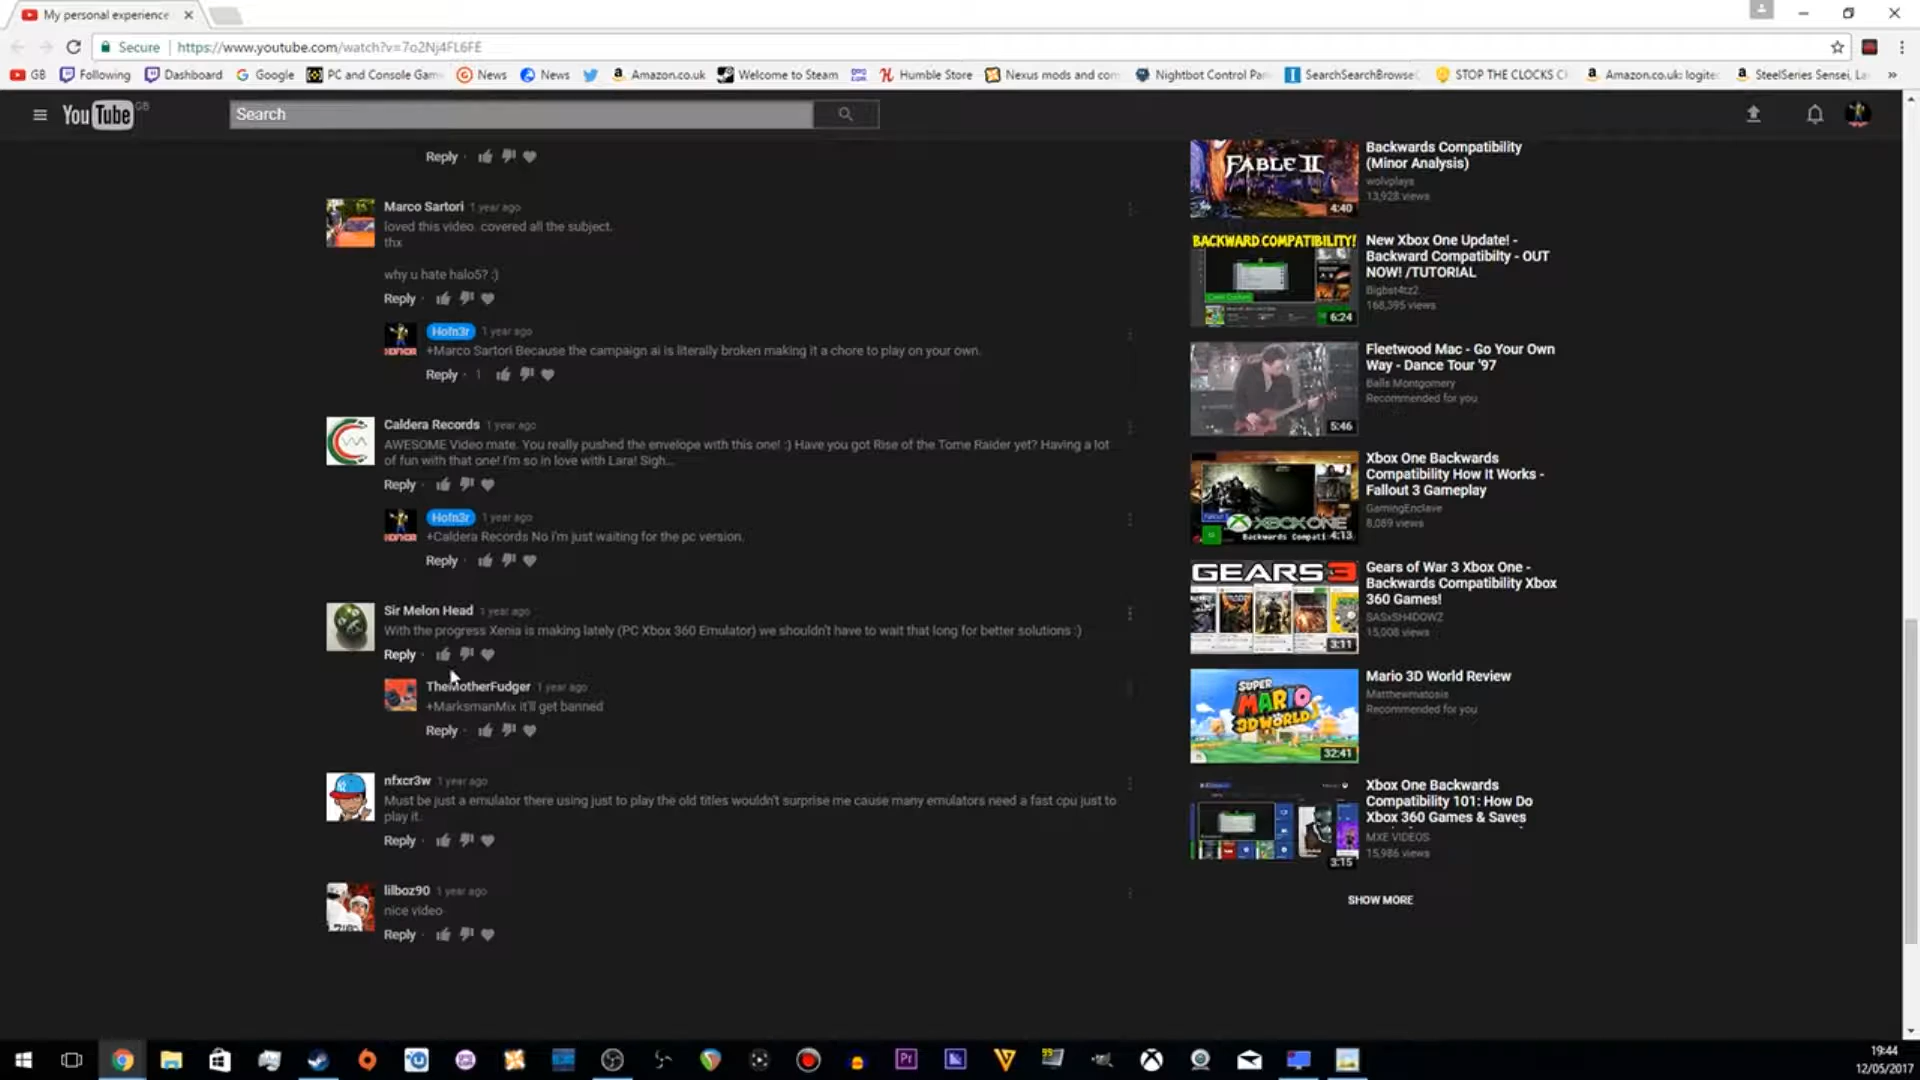 My personal experience
Secure https://www.youtube.com/watch?v=7o2Nj4FL6FE
GB Following Dashboard Google PC and Console Gam News News Amazon.co.uk Welcome to Steam Humble Store Nexus mods and com Nightbot Control Pa SearchSearchBrowse STOP THE CLOCKS C Amazon.co.uk: logite SteelSeries Sensei, La »
YouTube GB
Search
Reply
Marco Sartori 1 year ago
loved this video. covered all the subject.
thx
why u hate halo5? :)
Reply
Hofn3r 1 year ago
+Marco Sartori Because the campaign ai is literally broken making it a chore to play on your own.
Reply 1
Caldera Records 1 year ago
AWESOME Video mate. You really pushed the envelope with this one! :) Have you got Rise of the Tome Raider yet? Having a lot
of fun with that one! I'm so in love with Lara! Sigh...
Reply
Hofn3r 1 year ago
+Caldera Records No I'm just waiting for the pc version.
Reply
Sir Melon Head 1 year ago
With the progress Xenia is making lately (PC Xbox 360 Emulator) we shouldn't have to wait that long for better solutions :)
Reply
TheMotherFudger 1 year ago
+MarksmanMix it'll get banned
Reply
nfxcr3w 1 year ago
Must be just a emulator there using just to play the old titles wouldn't surprise me cause many emulators need a fast cpu just to
play it.
Reply
lilboz90 1 year ago
nice video
Reply
FABLE II
4:40
Backwards Compatibility
(Minor Analysis)
wolvplays
13,928 views
BACKWARD COMPATIBILITY!
6:24
New Xbox One Update! -
Backward Compatibilty - OUT
NOW! /TUTORIAL
Bigbst4tz2
168,395 views
5:46
Fleetwood Mac - Go Your Own
Way - Dance Tour '97
Balls Montgomery
Recommended for you
XBOX ONE
Backwards Compati
4:13
Xbox One Backwards
Compatibility How It Works -
Fallout 3 Gameplay
GamingEnclave
8,089 views
GEARS 3
3:11
Gears of War 3 Xbox One -
Backwards Compatibility Xbox
360 Games!
SASxSH4DOWZ
15,008 views
SUPER
MARIO
3D WORLD
32:41
Mario 3D World Review
Matthewmatosis
Recommended for you
3:15
Xbox One Backwards
Compatibility 101: How Do
Xbox 360 Games & Saves
MXE VIDEOS
15,986 views
SHOW MORE
19:44
12/05/2017